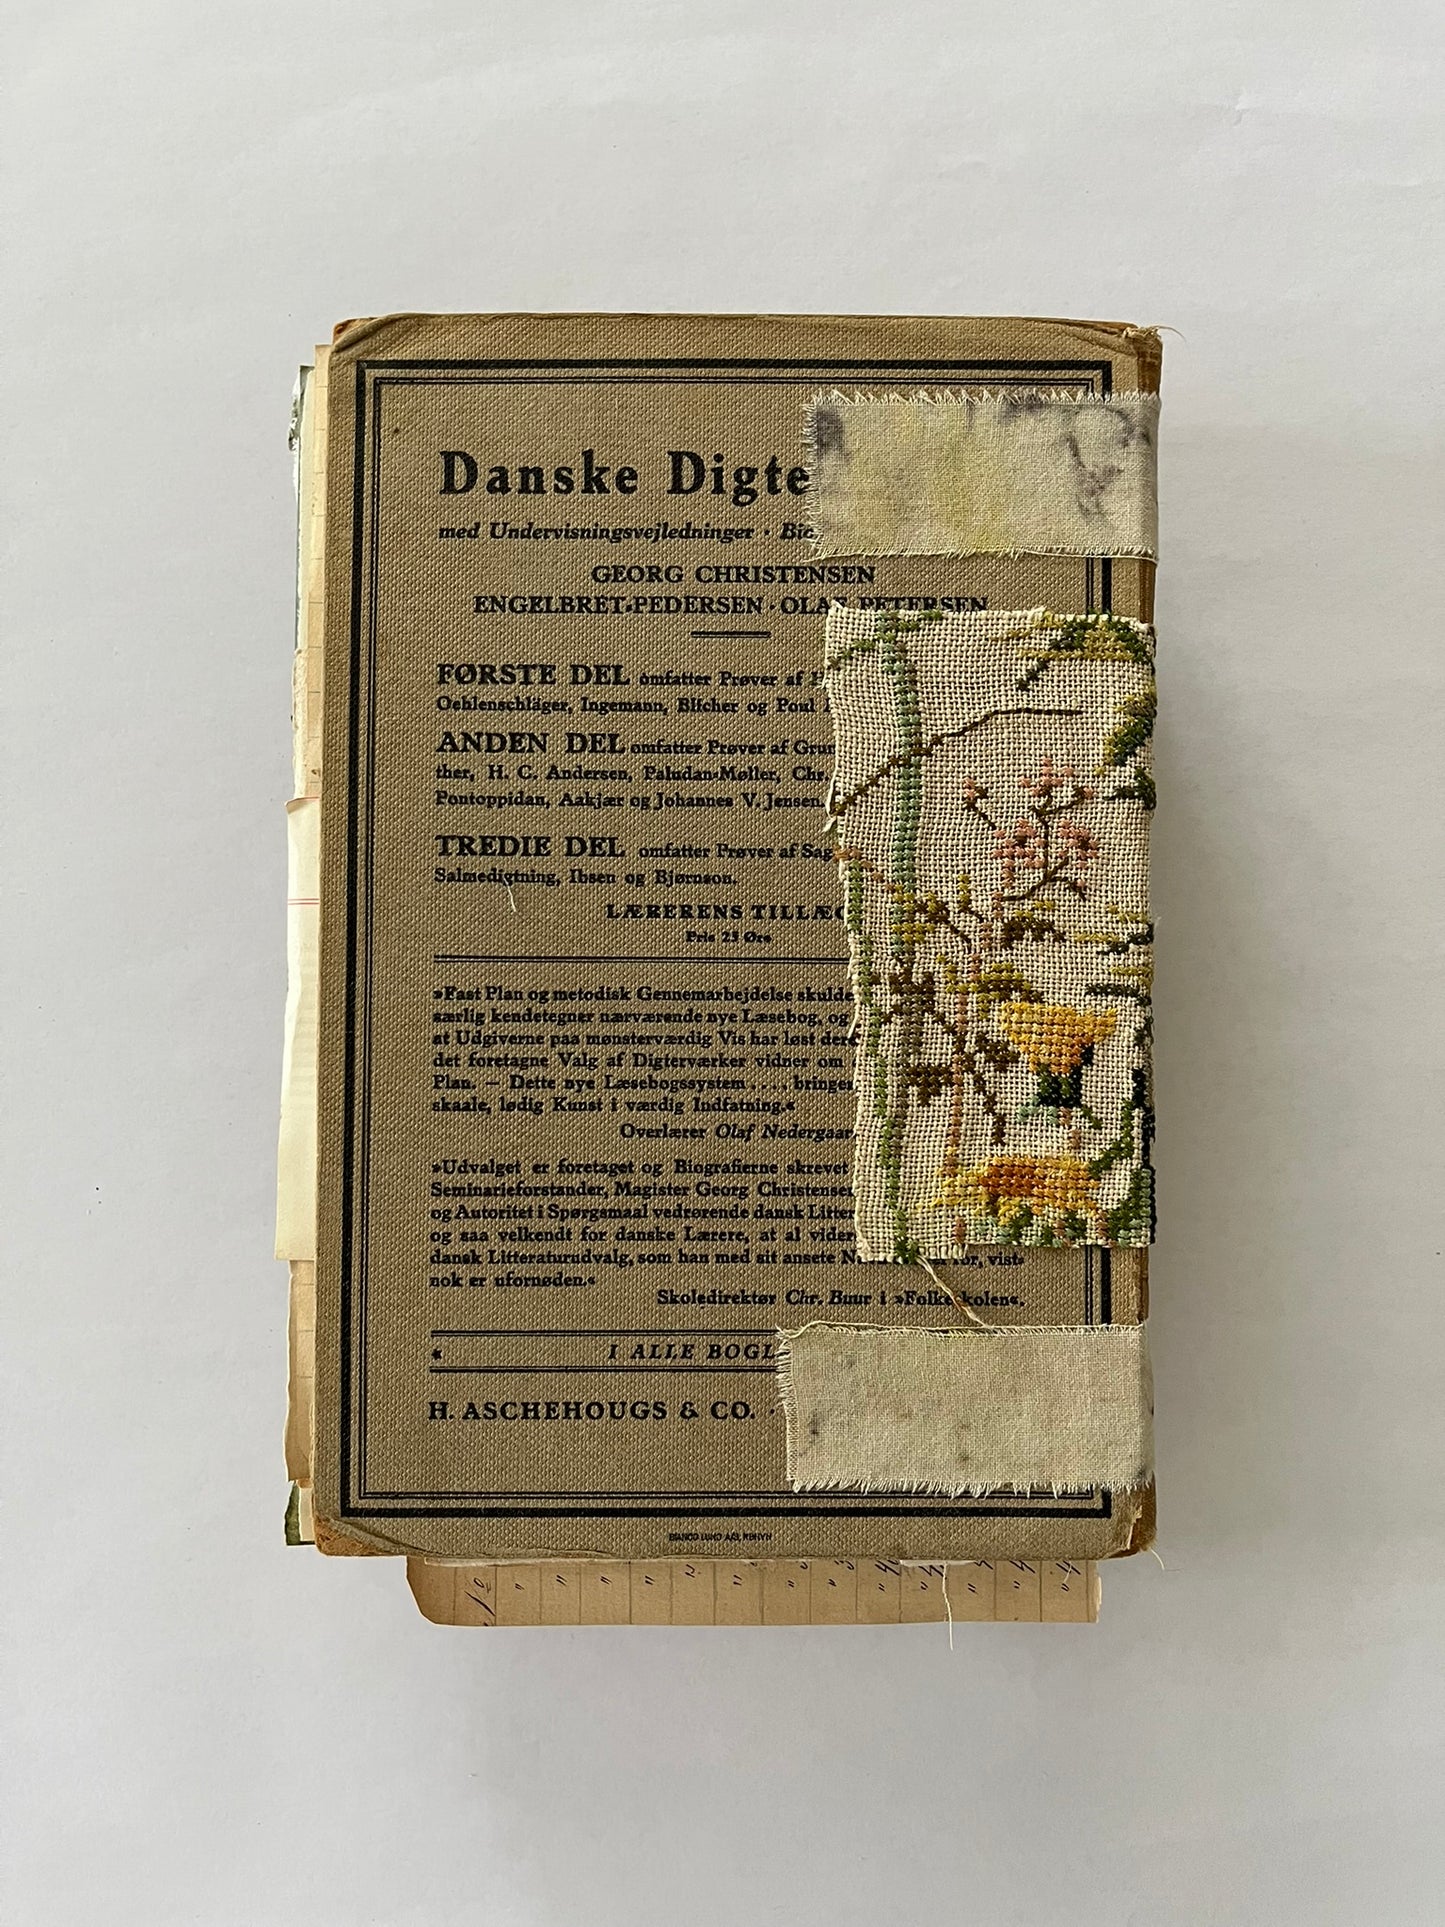 Danske Digte
med Undervisningsvejledninger · Bio
GEORG CHRISTENSEN
ENGELBRET-PEDERSEN · OLAF PETERSEN
FØRSTE DEL omfatter Prøver af H
Oehlenschläger, Ingemann, Blicher og Poul
ANDEN DEL omfatter Prøver af Grun
ther, H. C. Andersen, Paludan-Møller, Chr.
Pontoppidan, Aakjær og Johannes V. Jensen.
TREDIE DEL omfatter Prøver af Sag
Salmedigtning, Ibsen og Bjørnson.
LÆRERENS TILLÆG
Pris 25 Øre
»Fast Plan og metodisk Gennemarbejdelse skulde
særlig kendetegner nærværende nye Læsebog, og
at Udgiverne paa mønsterværdig Vis har løst dere
det foretagne Valg af Digterværker vidner om
Plan. — Dette nye Læsebogssystem .... bringer
skaale, lødig Kunst i værdig Indfatning.«
Overlærer Olaf Nedergaar
»Udvalget er foretaget og Biografierne skrevet
Seminarieforstander, Magister Georg Christensen
og Autoritet i Spørgsmaal vedrørende dansk Litter
og saa velkendt for danske Lærere, at al vider
dansk Litteraturudvalg, som han med sit ansete N for, vist-
nok er ufornøden.«
Skoledirektør Chr. Buur i »Folkeskolen«.
I ALLE BOGL
H. ASCHEHOUGS & CO. ·